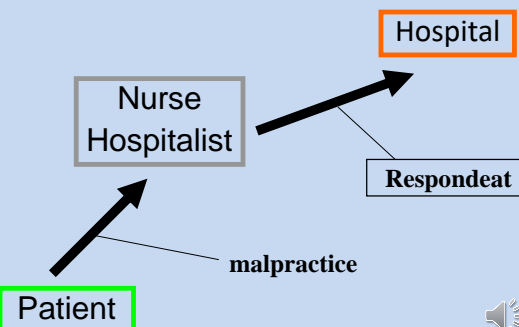 Hospital
Nurse
Hospitalist
Respondeat
malpractice
Patient